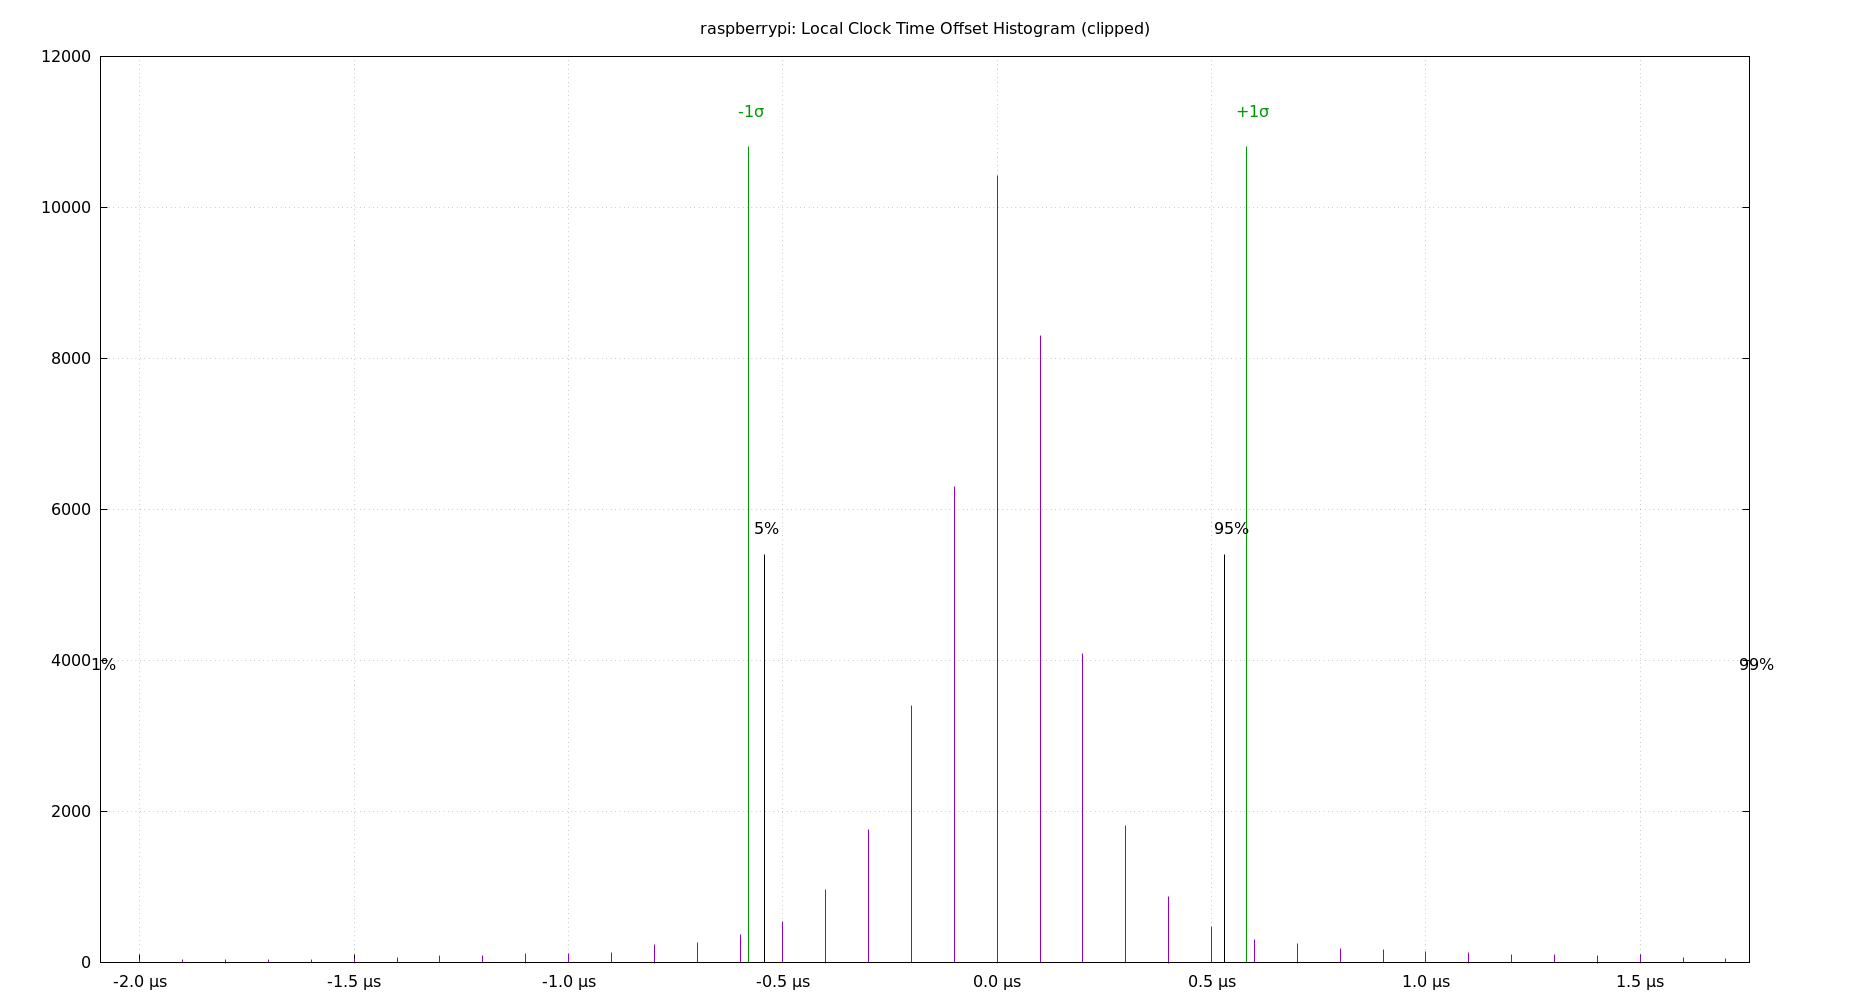 raspberrypi: Local Clock Time Offset Histogram (clipped)
12000
-1σ
+1σ
10000
8000
6000
5%
95%
4000
1%
99%
2000
0
-2.0 µs
-1.5 µs
-1.0 µs
-0.5 µs
0.0 µs
0.5 µs
1.0 µs
1.5 µs